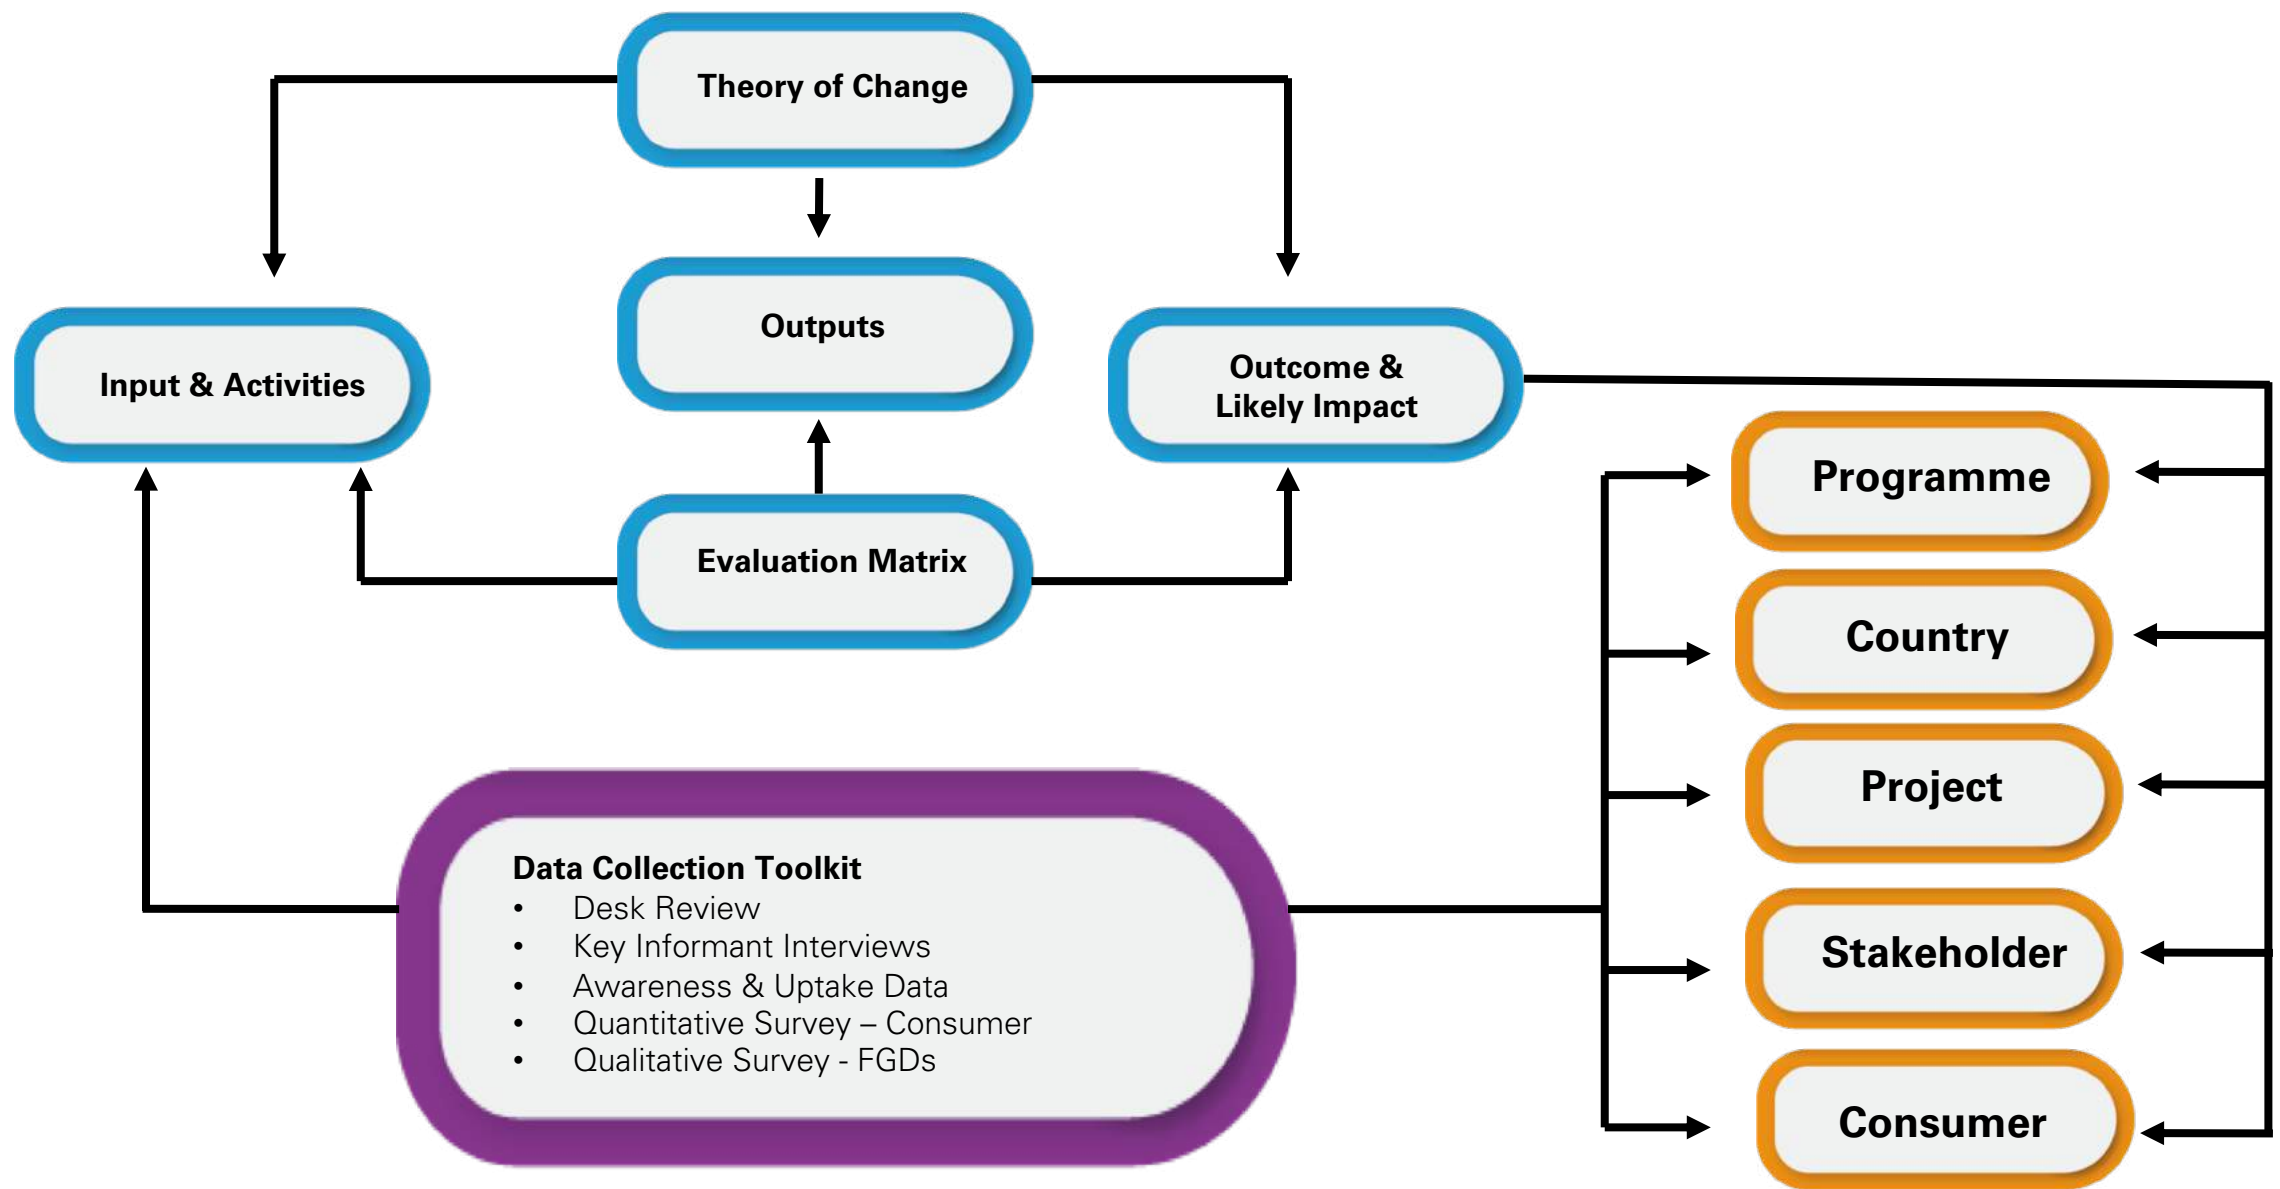 Theory of Change
Outputs
Input & Activities
Outcome &
Likely Impact
Evaluation Matrix
Programme
Country
Project
Stakeholder
Consumer
Data Collection Toolkit
• Desk Review
• Key Informant Interviews
• Awareness & Uptake Data
• Quantitative Survey – Consumer
• Qualitative Survey - FGDs